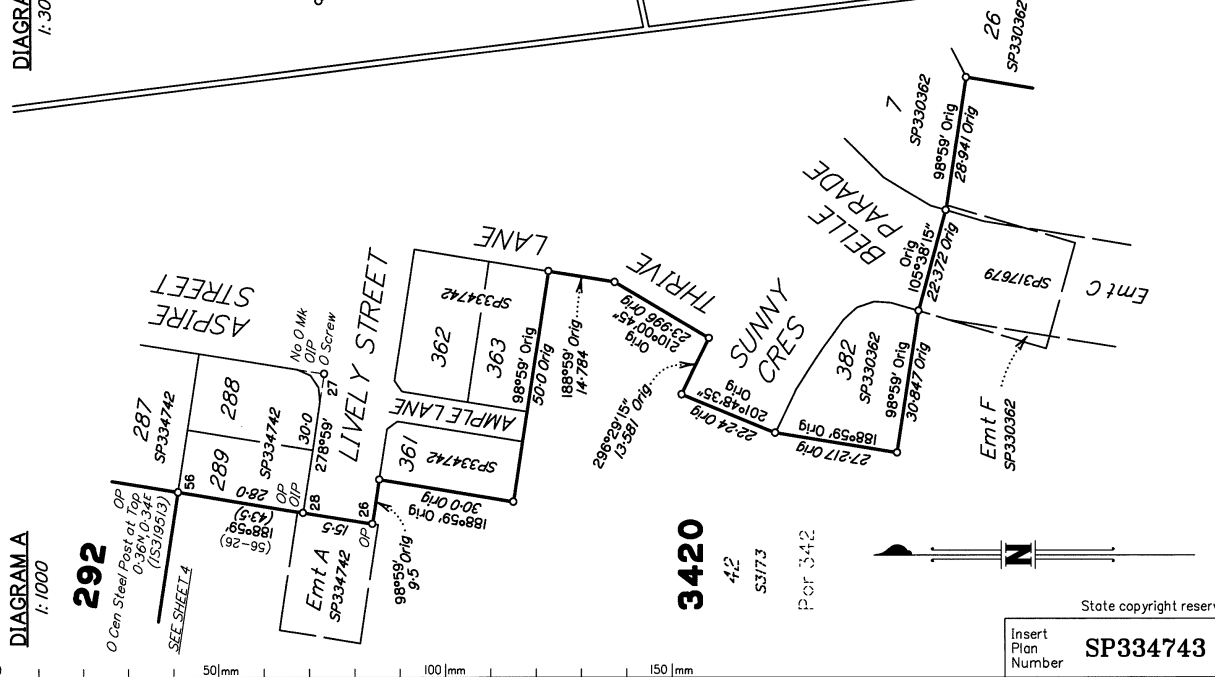 DIAGRA
1:30
26
SP330362
7
SP330362
98°59' Orig
28·941 Orig
BELLE
PARADE
Orig
105°38'15"
22·372 Orig
SP317679
Emt C
ASPIRE
STREET
LANE
THRIVE
SUNNY
CRES
382
SP330362
98°59' Orig
30·847 Orig
Emt F
SP330362
No O Mk
OIP
O Screw
27
LIVELY STREET
AMPLE LANE
287
SP334742
288
289
SP334742
30·0
278°59'
362
SP334742
363
361
SP334742
98°59' Orig
50·0 Orig
188°59' Orig
14·784
Orig
210°00'45"
23·996 Orig
296°29'15"
13·581 Orig
Orig
201°48'35"
22·24 Orig
188°59' Orig
27·217 Orig
188°59' Orig
30·0 Orig
98°59' Orig
9·5
56
28·0
(43·5)
188°59'
(56-26)
OP
OIP
28
15·5
26
OP
Emt A
SP334742
OP
O Cen Steel Post at Top
0·36N,0·34E
(IS319513)
292
SEE SHEET 4
DIAGRAM A
1:1000
3420
42
S3173
Por 342
N
50 mm
100 mm
150 mm
State copyright reserv
Insert
Plan
Number
SP334743